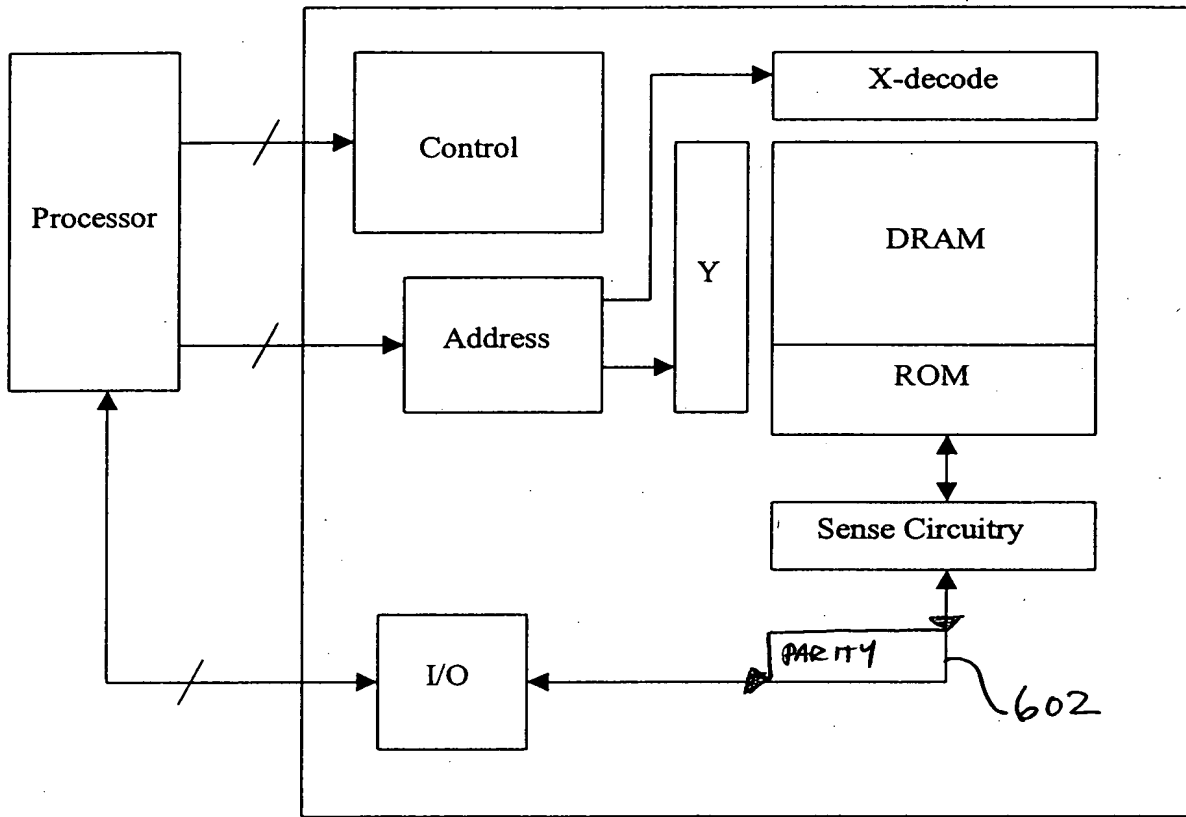 X-decode
Control
Processor
DRAM
Y
Address
ROM
Sense Circuitry
PARITY
I/O
602